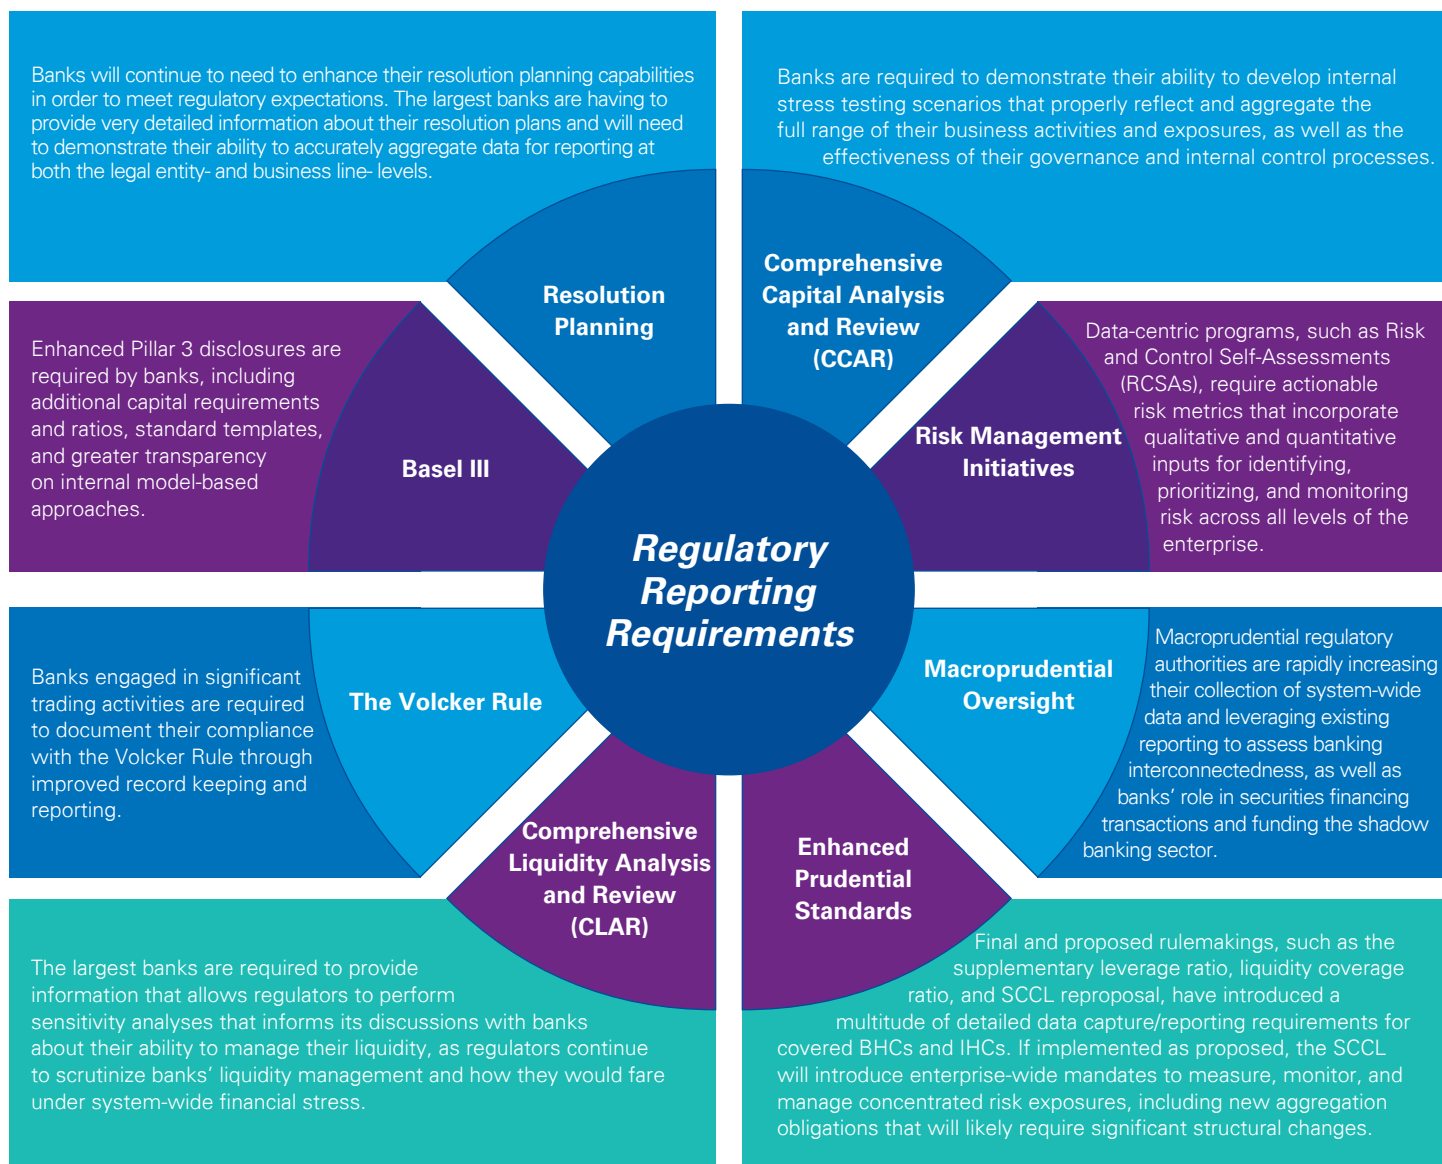 Banks will continue to need to enhance their resolution planning capabilities
in order to meet regulatory expectations. The largest banks are having to
provide very detailed information about their resolution plans and will need
to demonstrate their ability to accurately aggregate data for reporting at
both the legal entity- and business line- levels.
Banks are required to demonstrate their ability to develop internal
stress testing scenarios that properly reflect and aggregate the
full range of their business activities and exposures, as well as the
effectiveness of their governance and internal control processes.
Resolution
Planning
Comprehensive
Capital Analysis
and Review
(CCAR)
Enhanced Pillar 3 disclosures are
required by banks, including
additional capital requirements
and ratios, standard templates,
and greater transparency
on internal model-based
approaches.
Basel III
Risk Management
Initiatives
Data-centric programs, such as Risk
and Control Self-Assessments
(RCSAs), require actionable
risk metrics that incorporate
qualitative and quantitative
inputs for identifying,
prioritizing, and monitoring
risk across all levels of the
enterprise.
Regulatory
Reporting
Requirements
Banks engaged in significant
trading activities are required
to document their compliance
with the Volcker Rule through
improved record keeping and
reporting.
The Volcker Rule
Macroprudential
Oversight
Macroprudential regulatory
authorities are rapidly increasing
their collection of system-wide
data and leveraging existing
reporting to assess banking
interconnectedness, as well as
banks’ role in securities financing
transactions and funding the shadow
banking sector.
Comprehensive
Liquidity Analysis
and Review
(CLAR)
Enhanced
Prudential
Standards
The largest banks are required to provide
information that allows regulators to perform
sensitivity analyses that informs its discussions with banks
about their ability to manage their liquidity, as regulators continue
to scrutinize banks’ liquidity management and how they would fare
under system-wide financial stress.
Final and proposed rulemakings, such as the
supplementary leverage ratio, liquidity coverage
ratio, and SCCL reproposal, have introduced a
multitude of detailed data capture/reporting requirements for
covered BHCs and IHCs. If implemented as proposed, the SCCL
will introduce enterprise-wide mandates to measure, monitor, and
manage concentrated risk exposures, including new aggregation
obligations that will likely require significant structural changes.